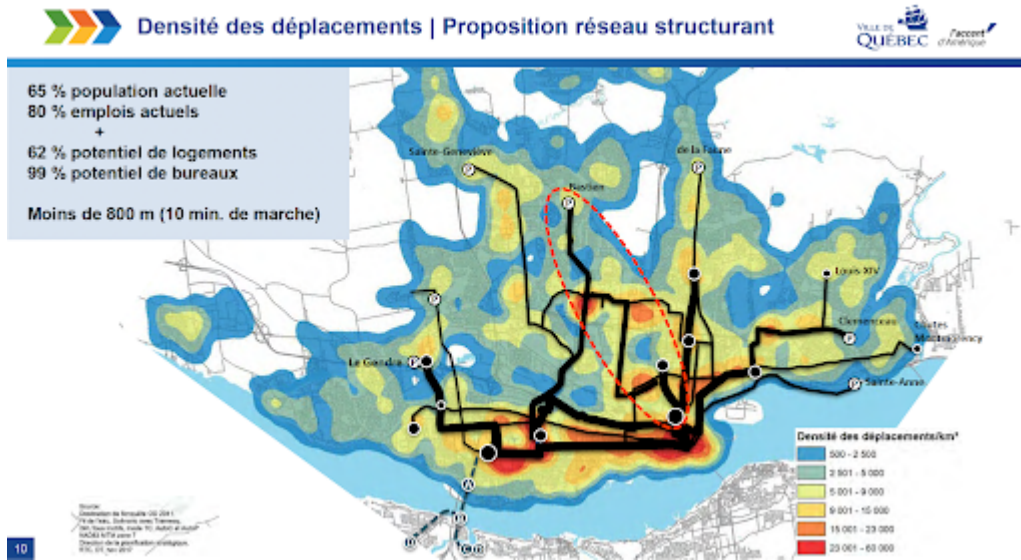 Densité des déplacements | Proposition réseau structurant
VILLE DE
QUÉBEC
l'accent
d'Amérique
65 % population actuelle
80 % emplois actuels
+
62 % potentiel de logements
99 % potentiel de bureaux
Moins de 800 m (10 min. de marche)
Sainte-Geneviève
P
de la Faune
P
Bastien
P
Louis XIV
P
Clemenceau
P
Le Gendre
P
Sainte-Anne
P
Densité des déplacements/km²
500 - 2 500
2 501 - 5 000
5 001 - 9 000
9 001 - 15 000
15 001 - 23 000
23 001 - 60 000
Source:
10